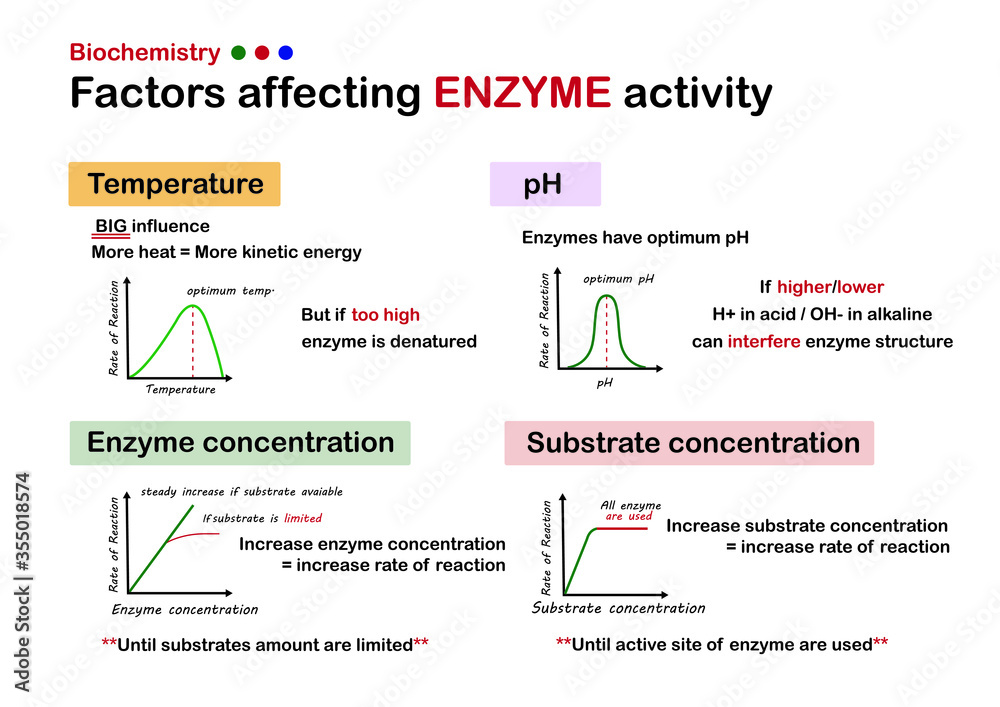 Biochemistry
Factors affecting ENZYME activity
Temperature
BIG influence
More heat = More kinetic energy
optimum temp.
Rate of Reaction
Temperature
But if too high
enzyme is denatured
pH
Enzymes have optimum pH
optimum pH
Rate of Reaction
pH
If higher/lower
H+ in acid / OH- in alkaline
can interfere enzyme structure
Enzyme concentration
steady increase if substrate avaiable
If substrate is limited
Rate of Reaction
Enzyme concentration
Increase enzyme concentration
= increase rate of reaction
**Until substrates amount are limited**
Substrate concentration
All enzyme
are used
Rate of Reaction
Substrate concentration
Increase substrate concentration
= increase rate of reaction
**Until active site of enzyme are used**
Adobe Stock | #355018574
Adobe Stock